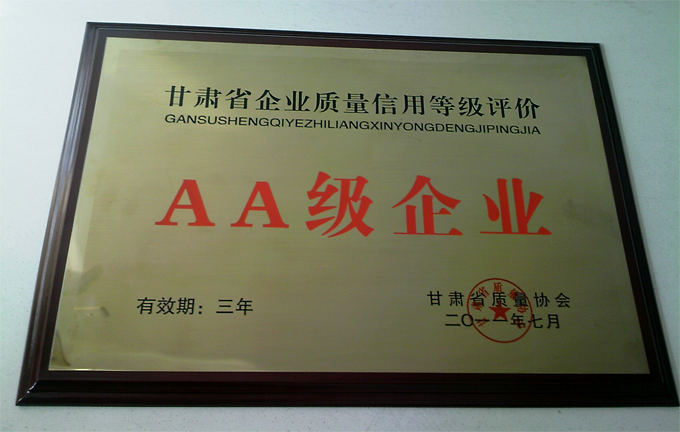 甘肃省企业质量信用等级评价
GANSUSHENGQIYEZHILIANGXINYONGDENGJIPINGJIA
AA级企业
有效期：三年
甘肃省质量协会
二〇一一年七月